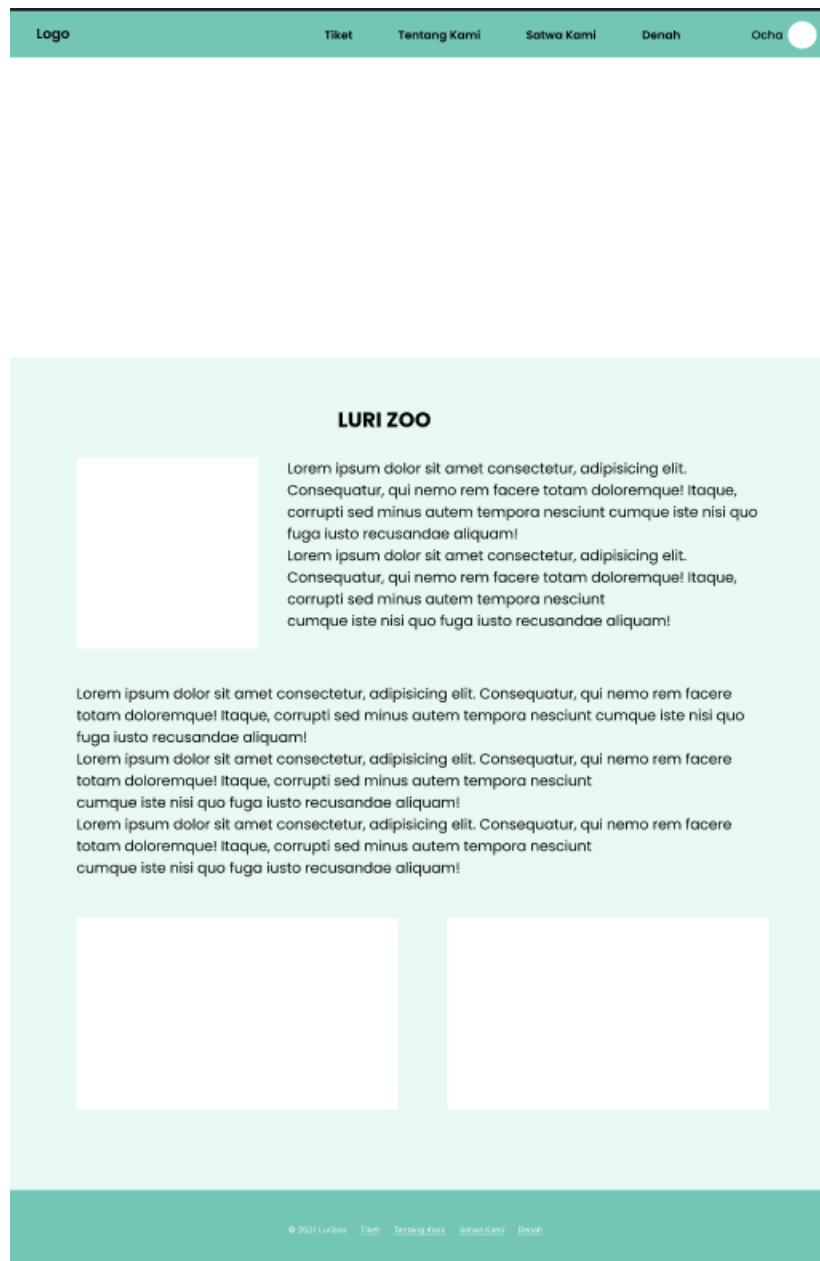 Logo
Tiket
Tentang Kami
Satwa Kami
Denah
Ocha
LURI ZOO
Lorem ipsum dolor sit amet consectetur, adipisicing elit.
Consequatur, qui nemo rem facere totam doloremque! Itaque,
corrupti sed minus autem tempora nesciunt cumque iste nisi quo
fuga iusto recusandae aliquam!
Lorem ipsum dolor sit amet consectetur, adipisicing elit.
Consequatur, qui nemo rem facere totam doloremque! Itaque,
corrupti sed minus autem tempora nesciunt
cumque iste nisi quo fuga iusto recusandae aliquam!
Lorem ipsum dolor sit amet consectetur, adipisicing elit. Consequatur, qui nemo rem facere
totam doloremque! Itaque, corrupti sed minus autem tempora nesciunt cumque iste nisi quo
fuga iusto recusandae aliquam!
Lorem ipsum dolor sit amet consectetur, adipisicing elit. Consequatur, qui nemo rem facere
totam doloremque! Itaque, corrupti sed minus autem tempora nesciunt
cumque iste nisi quo fuga iusto recusandae aliquam!
Lorem ipsum dolor sit amet consectetur, adipisicing elit. Consequatur, qui nemo rem facere
totam doloremque! Itaque, corrupti sed minus autem tempora nesciunt
cumque iste nisi quo fuga iusto recusandae aliquam!
© 2021 Lurizoo Tiket Tentang Kami Satwa Kami Denah